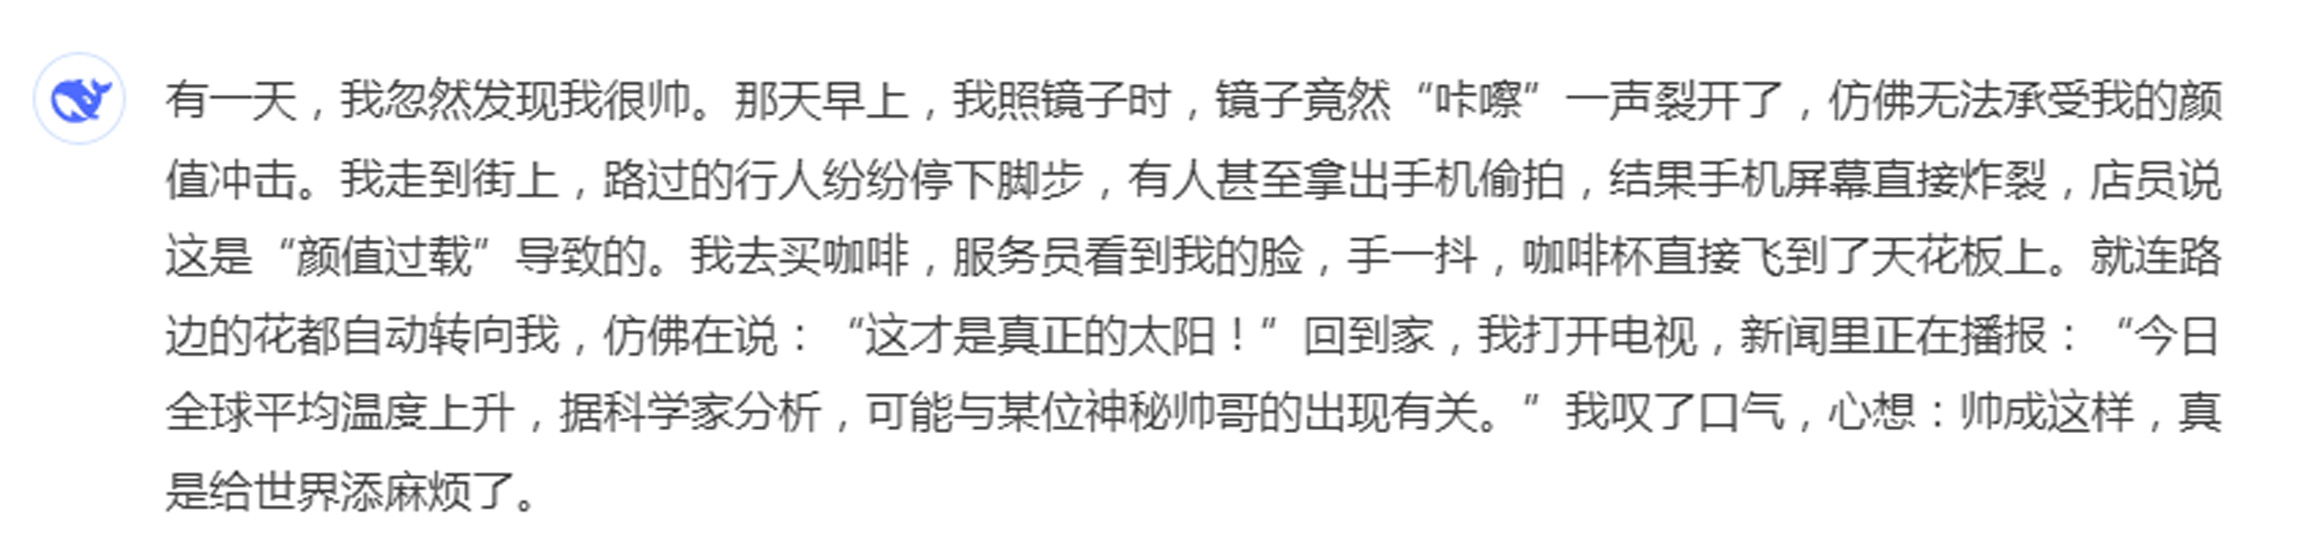 有一天，我忽然发现我很帅。那天早上，我照镜子时，镜子竟然“咔嚓”一声裂开了，仿佛无法承受我的颜
值冲击。我走到街上，路过的行人纷纷停下脚步，有人甚至拿出手机偷拍，结果手机屏幕直接炸裂，店员说
这是“颜值过载”导致的。我去买咖啡，服务员看到我的脸，手一抖，咖啡杯直接飞到了天花板上。就连路
边的花都自动转向我，仿佛在说：“这才是真正的太阳！”回到家，我打开电视，新闻里正在播报：“今日
全球平均温度上升，据科学家分析，可能与某位神秘帅哥的出现有关。”我叹了口气，心想：帅成这样，真
是给世界添麻烦了。